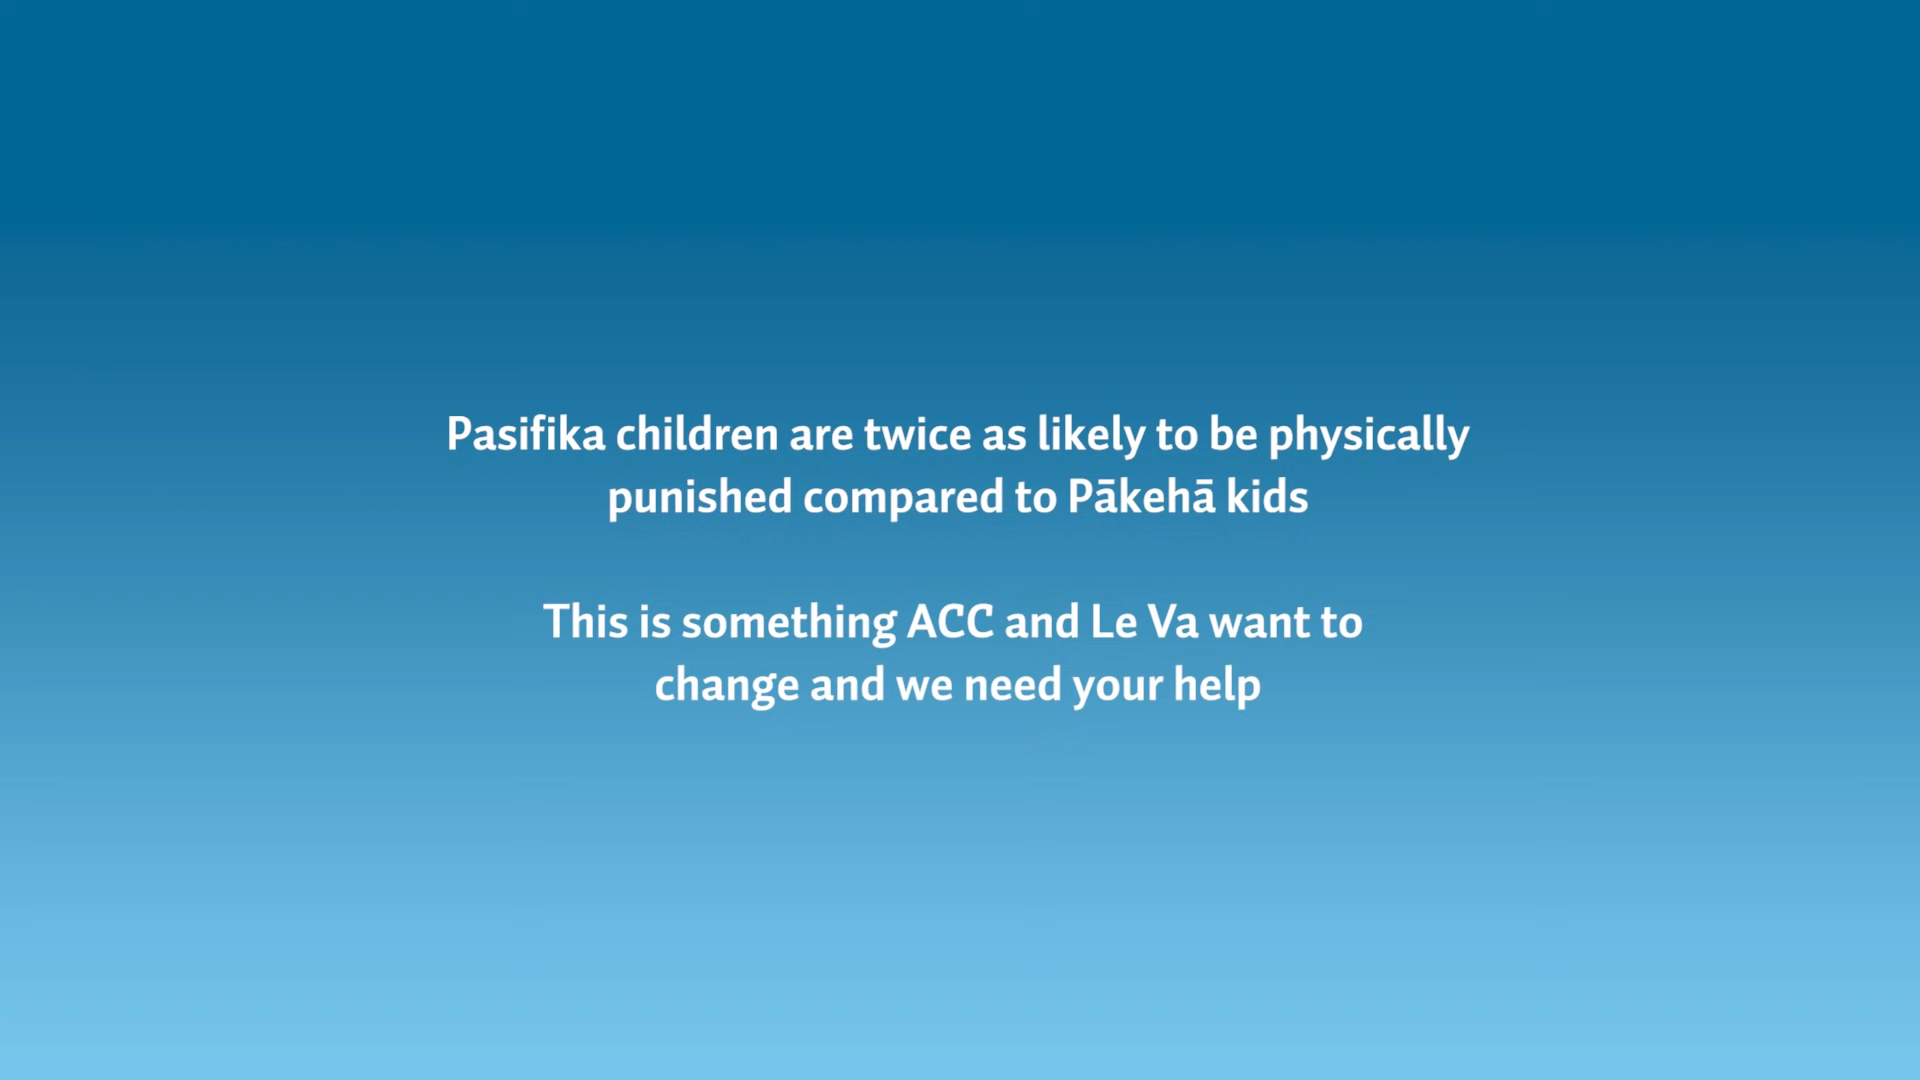 Pasifika children are twice as likely to be physically
punished compared to Pākehā kids
This is something ACC and Le Va want to
change and we need your help